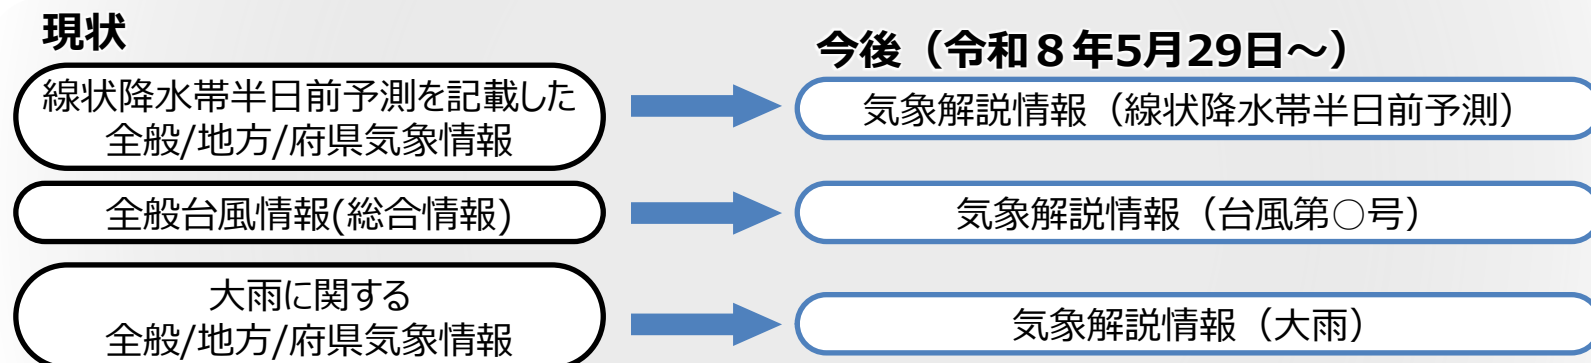 現状
今後（令和８年5月29日～）
線状降水帯半日前予測を記載した
全般/地方/府県気象情報
気象解説情報（線状降水帯半日前予測）
全般台風情報(総合情報)
気象解説情報（台風第○号）
大雨に関する
全般/地方/府県気象情報
気象解説情報（大雨）